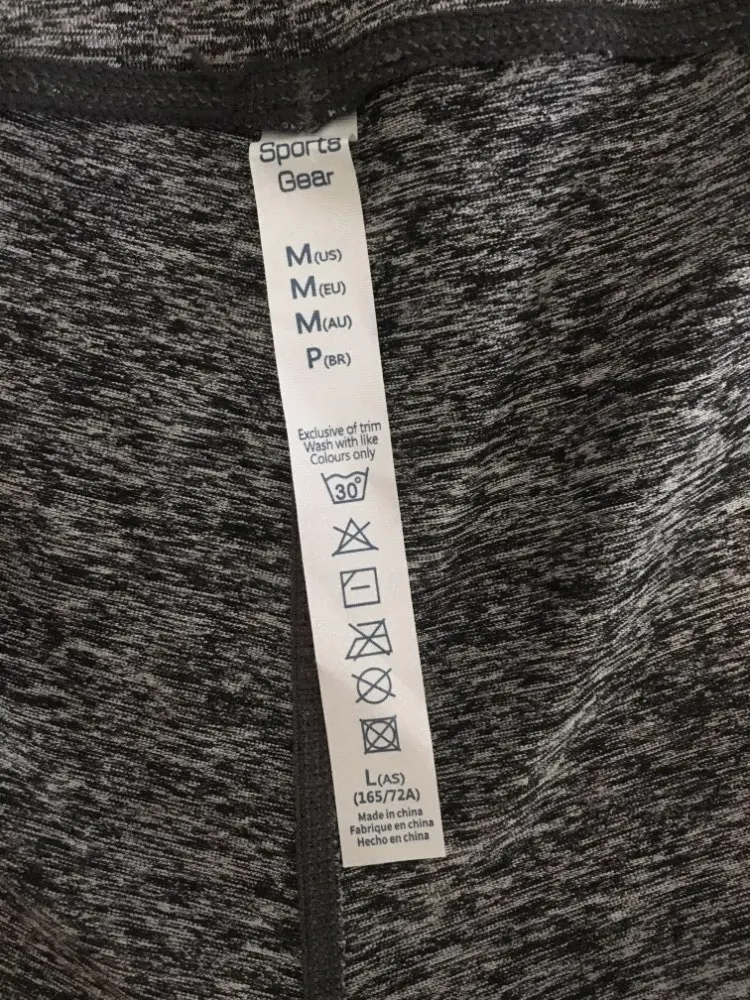 Sports
Gear
M(US)
M(EU)
M(AU)
P(BR)
Exclusive of trim
Wash with like
Colours only
30°
L(AS)
(165/72A)
Made in china
Fabrique en china
Hecho en china